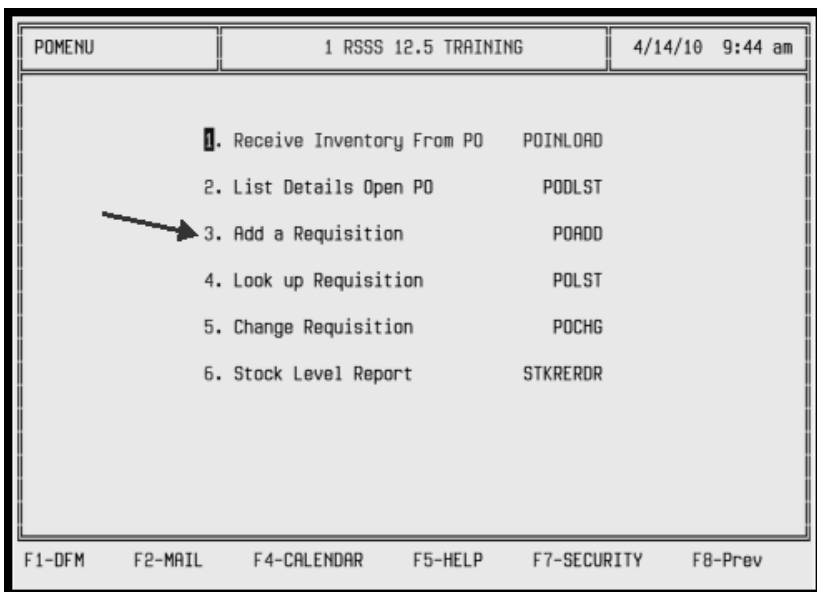 POMENU 1 RSSS 12.5 TRAINING 4/14/10 9:44 am
1. Receive Inventory From PO POINLOAD
2. List Details Open PO PODLST
3. Add a Requisition POADD
4. Look up Requisition POLST
5. Change Requisition POCHG
6. Stock Level Report STKRERDR
F1-DFM F2-MAIL F4-CALENDAR F5-HELP F7-SECURITY F8-Prev